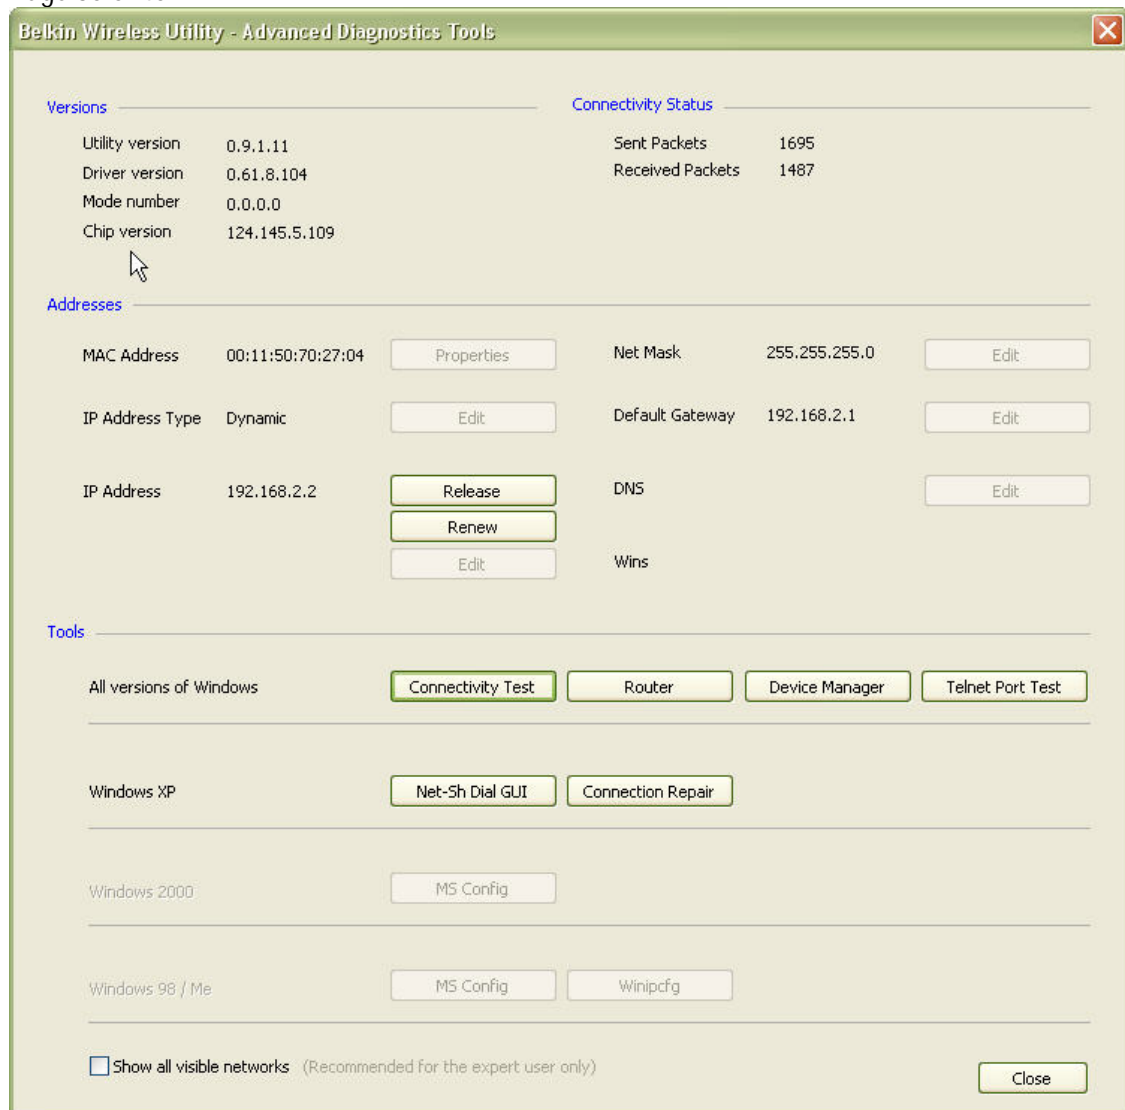 Belkin Wireless Utility - Advanced Diagnostics Tools
Versions
Utility version 0.9.1.11
Driver version 0.61.8.104
Mode number 0.0.0.0
Chip version 124.145.5.109
Connectivity Status
Sent Packets 1695
Received Packets 1487
Addresses
MAC Address 00:11:50:70:27:04 Properties
Net Mask 255.255.255.0 Edit
IP Address Type Dynamic Edit
Default Gateway 192.168.2.1 Edit
IP Address 192.168.2.2 Release
Renew
Edit
DNS Edit
Wins
Tools
All versions of Windows Connectivity Test Router Device Manager Telnet Port Test
Windows XP Net-Sh Dial GUI Connection Repair
Windows 2000 MS Config
Windows 98 / Me MS Config Winipcfg
Show all visible networks (Recommended for the expert user only)
Close